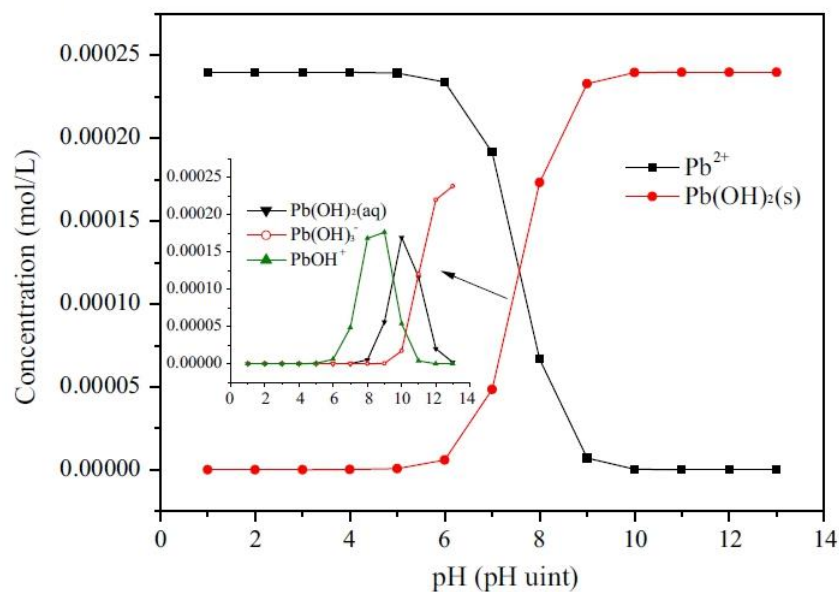 0.00025
0.00020
0.00015
0.00010
0.00005
0.00000
Concentration (mol/L)
0 2 4 6 8 10 12 14
pH (pH uint)
Pb²⁺
Pb(OH)₂(s)
0.00025
0.00020
0.00015
0.00010
0.00005
0.00000
0 2 4 6 8 10 12 14
Pb(OH)₂(aq)
Pb(OH)₃⁻
PbOH⁺